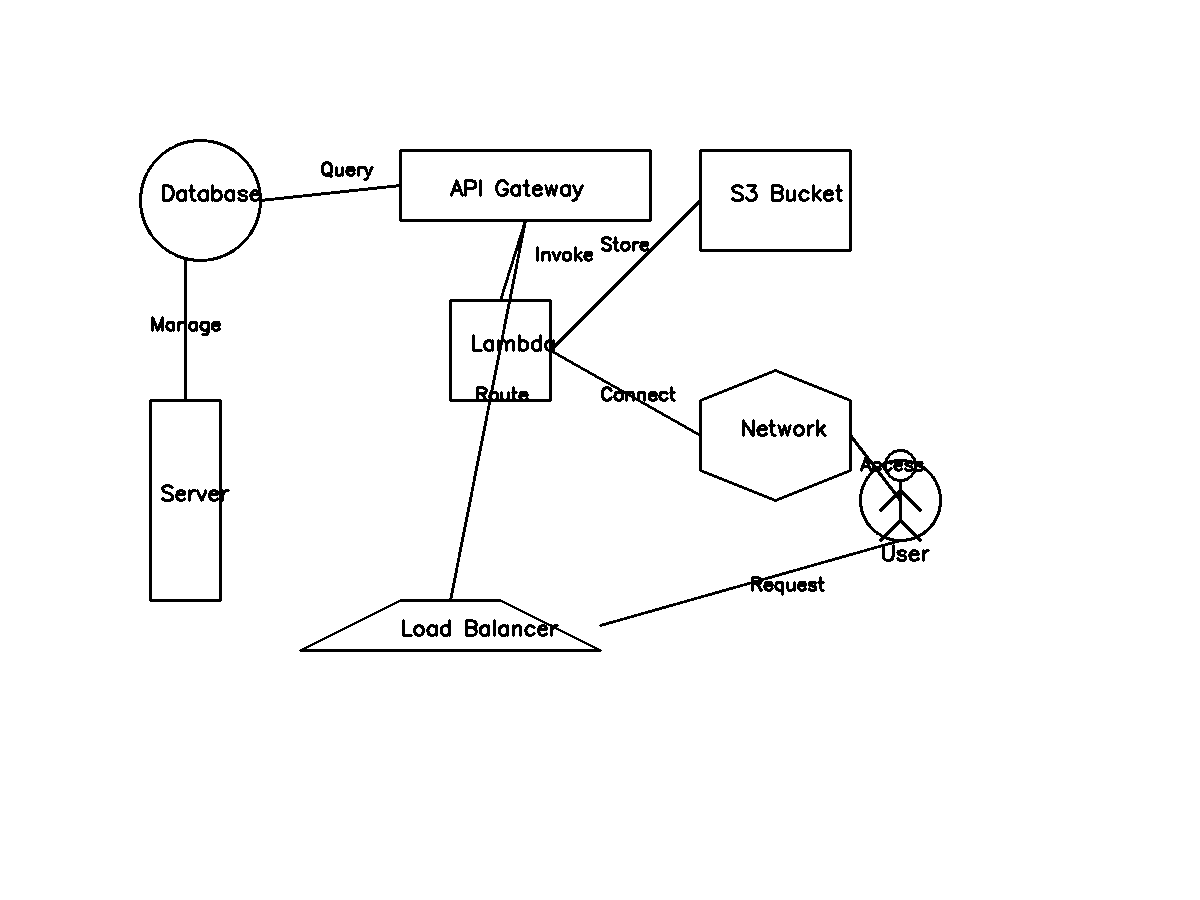 Query
Database
API Gateway
S3 Bucket
Invoke
Store
Manage
Lambda
Route
Connect
Network
Access
Server
User
Request
Load Balancer